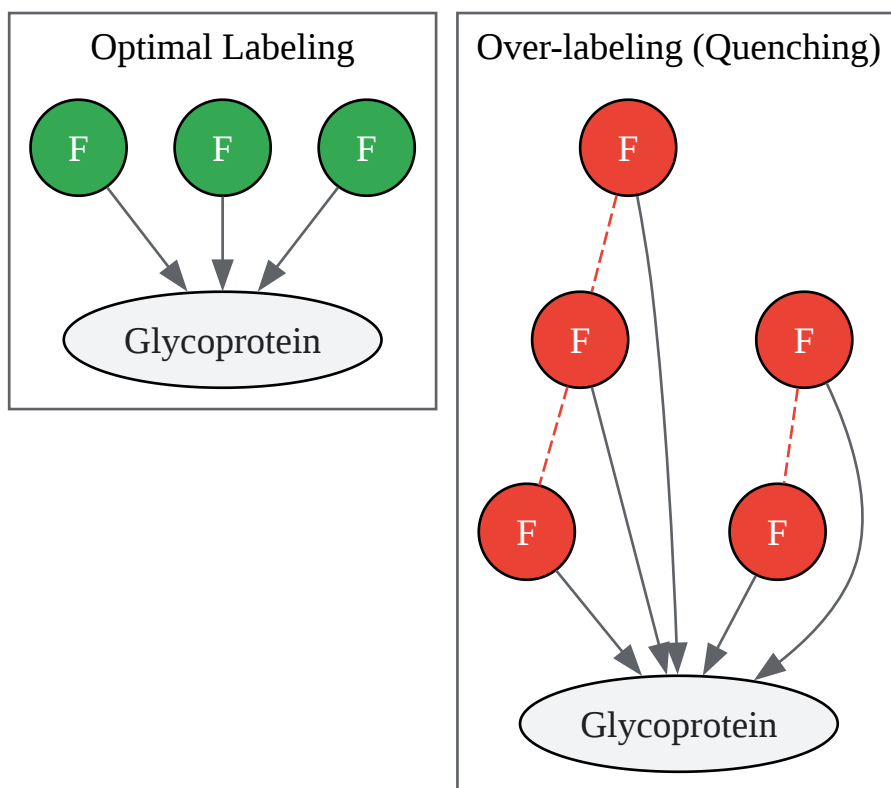 Optimal Labeling
F F F
Glycoprotein
Over-labeling (Quenching)
F
F F
F F
Glycoprotein